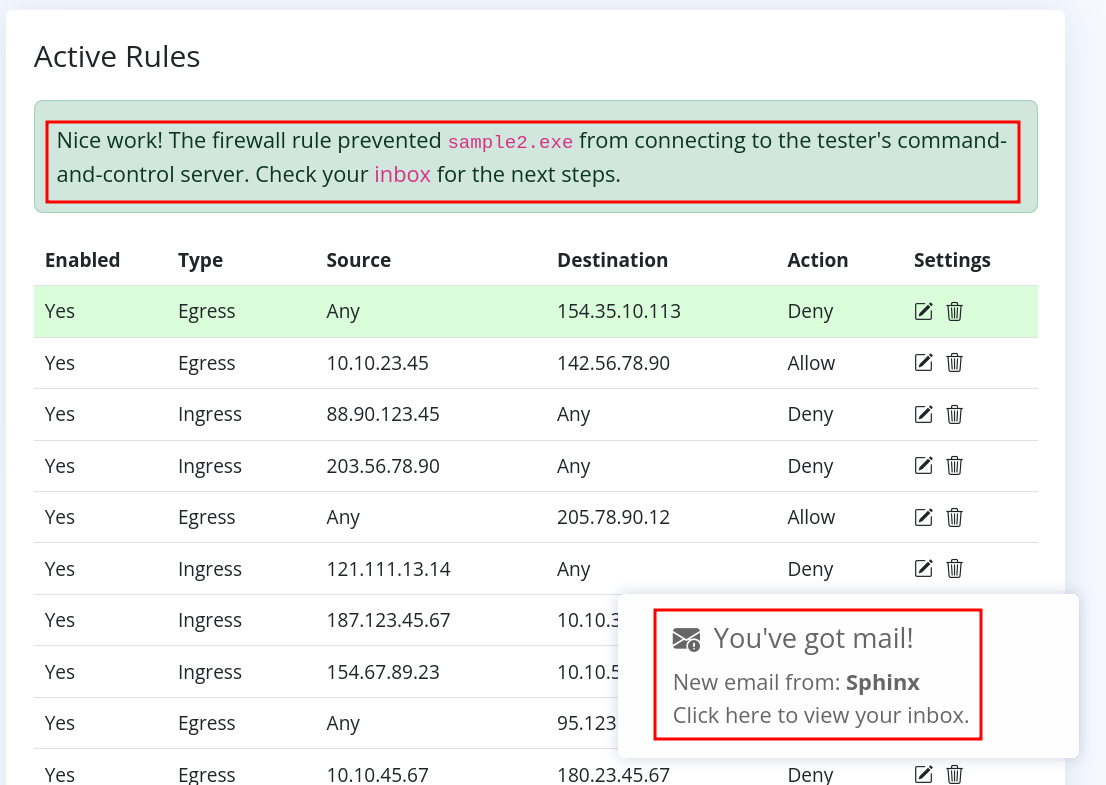 Active Rules
Nice work! The firewall rule prevented sample2.exe from connecting to the tester's command-
and-control server. Check your inbox for the next steps.
Enabled Type Source Destination Action Settings
Yes Egress Any 154.35.10.113 Deny
Yes Egress 10.10.23.45 142.56.78.90 Allow
Yes Ingress 88.90.123.45 Any Deny
Yes Ingress 203.56.78.90 Any Deny
Yes Egress Any 205.78.90.12 Allow
Yes Ingress 121.111.13.14 Any Deny
Yes Ingress 187.123.45.67 10.10.3
Yes Ingress 154.67.89.23 10.10.5
Yes Egress Any 95.123
Yes Egress 10.10.45.67 180.23.45.67 Deny
You've got mail!
New email from: Sphinx
Click here to view your inbox.